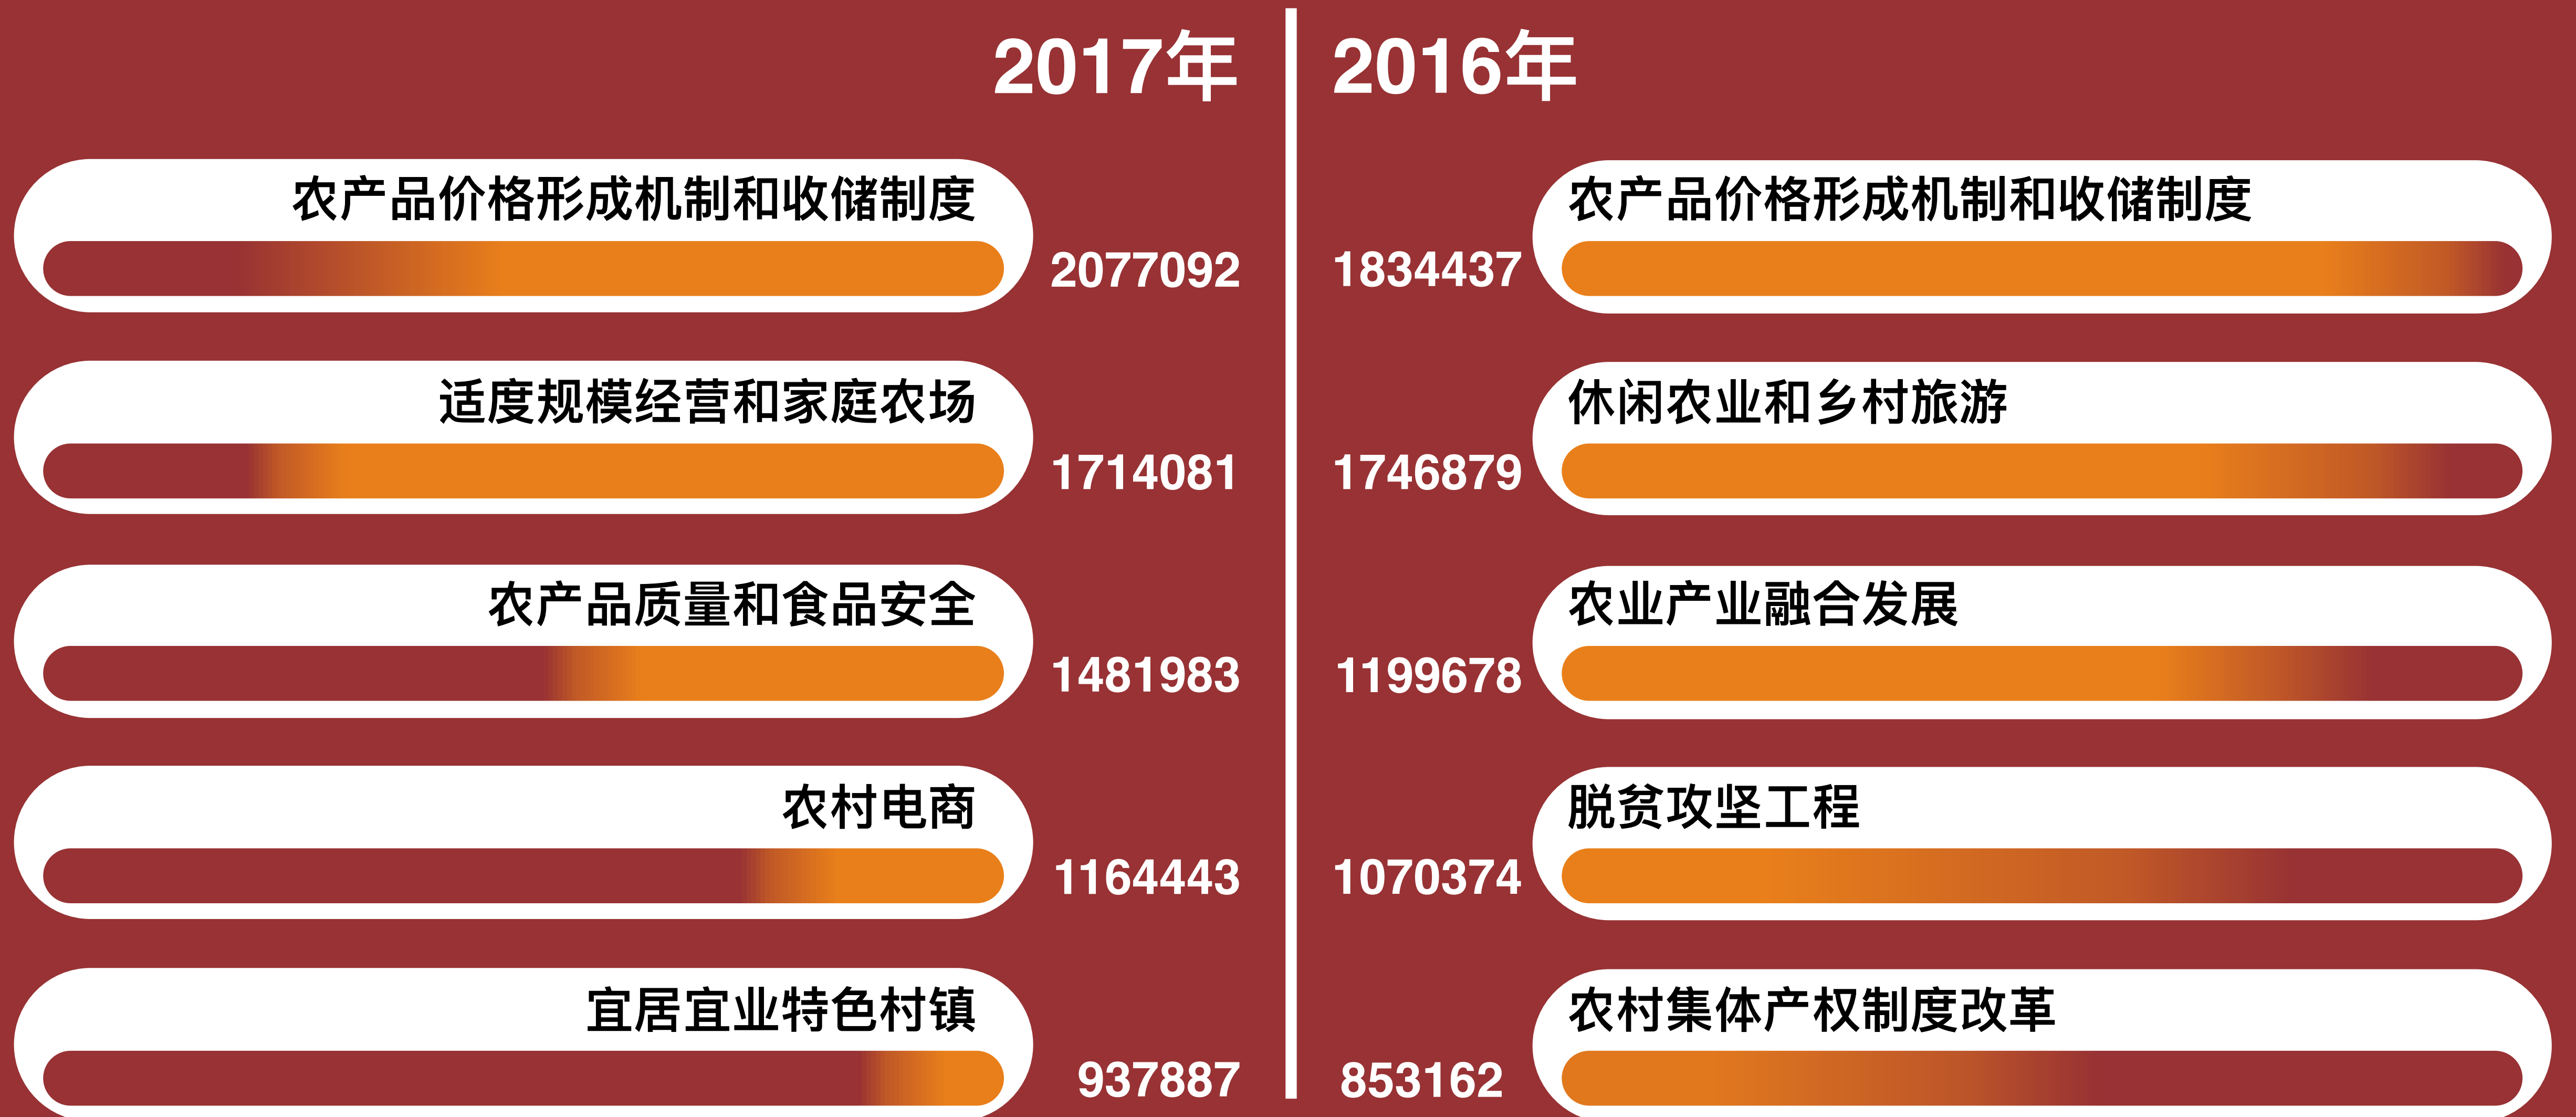 2017年
农产品价格形成机制和收储制度
2077092
适度规模经营和家庭农场
1714081
农产品质量和食品安全
1481983
农村电商
1164443
宜居宜业特色村镇
937887
2016年
农产品价格形成机制和收储制度
1834437
休闲农业和乡村旅游
1746879
农业产业融合发展
1199678
脱贫攻坚工程
1070374
农村集体产权制度改革
853162